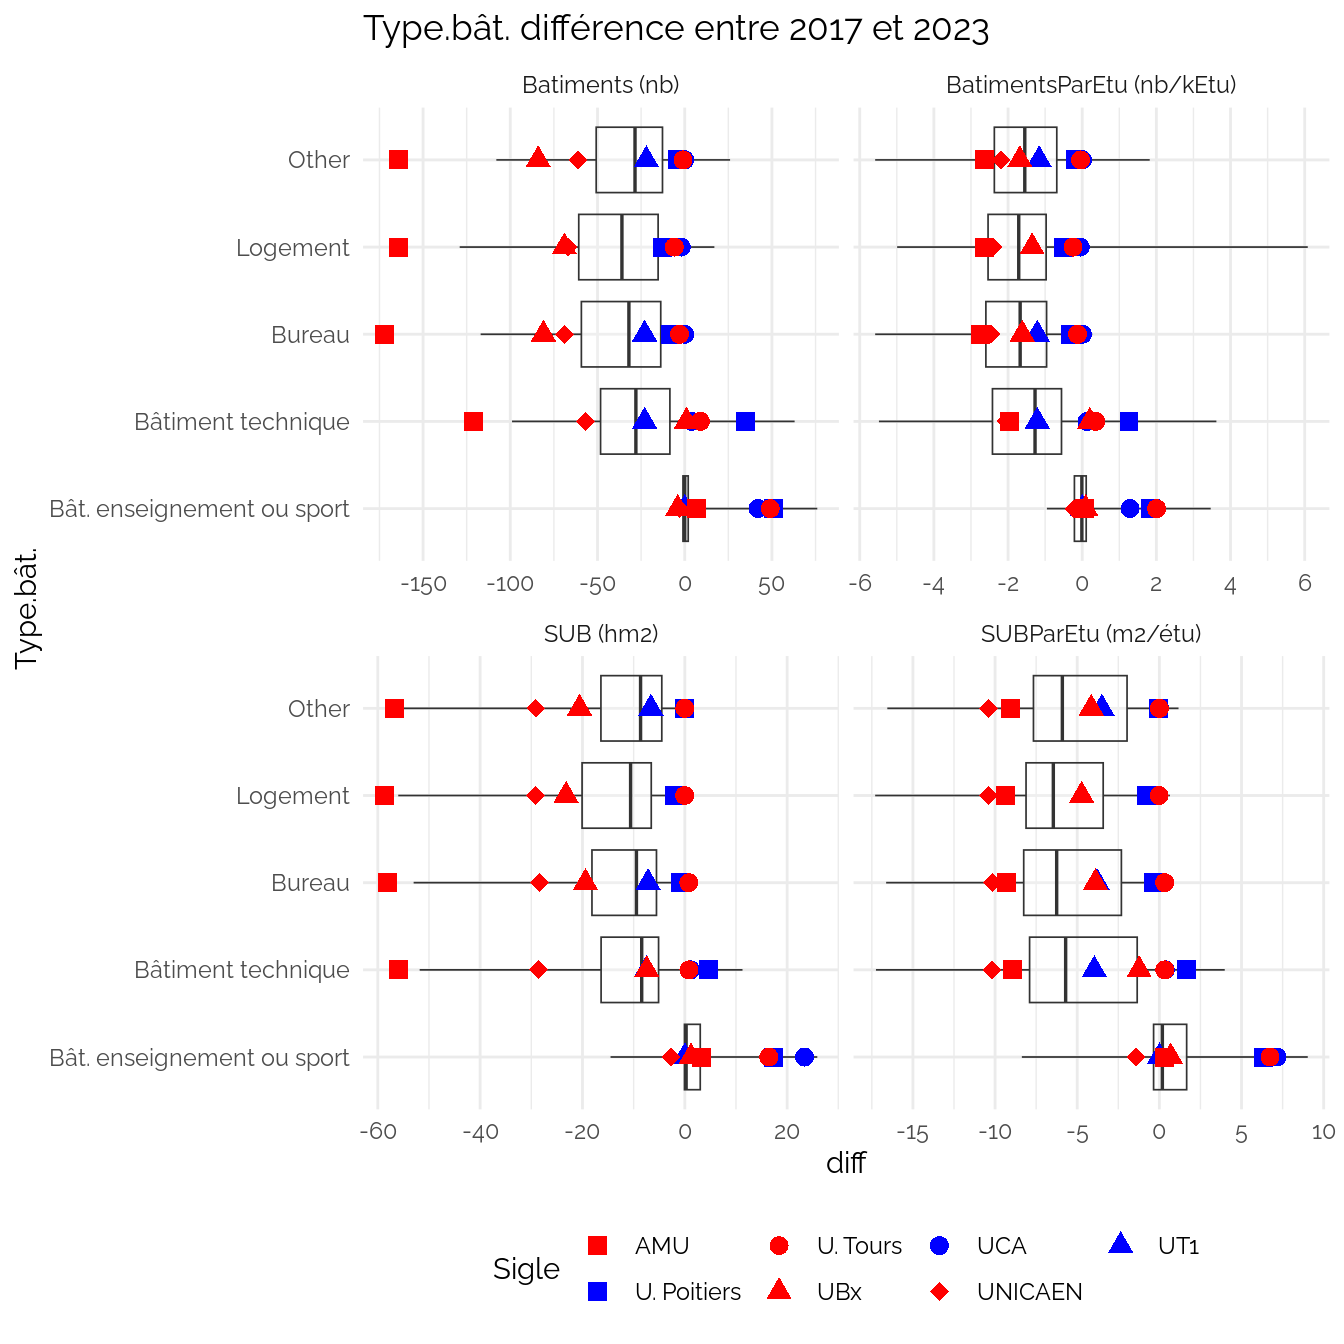 Type.bât. différence entre 2017 et 2023
Batiments (nb)
BatimentsParEtu (nb/kEtu)
Other
Logement
Bureau
Bâtiment technique
Bât. enseignement ou sport
-150 -100 -50 0 50
-6 -4 -2 0 2 4 6
SUB (hm2)
SUBParEtu (m2/étu)
Other
Logement
Bureau
Bâtiment technique
Bât. enseignement ou sport
-60 -40 -20 0 20
-15 -10 -5 0 5 10
Type.bât.
diff
Sigle
AMU
U. Tours
UCA
UT1
U. Poitiers
UBx
UNICAEN